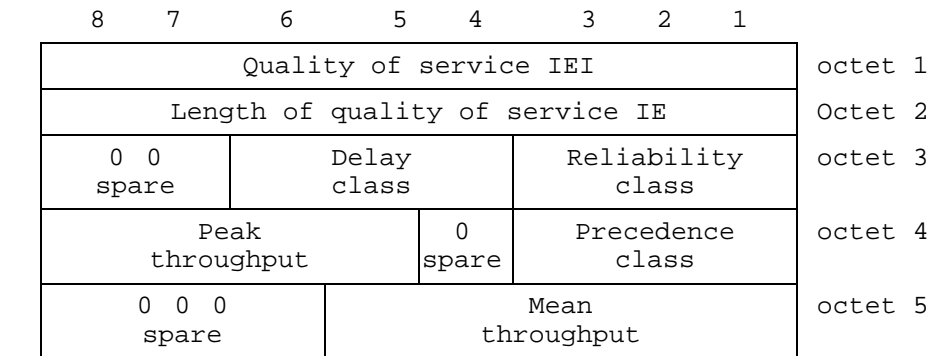 8 7 6 5 4 3 2 1
Quality of service IEI octet 1
Length of quality of service IE Octet 2
0 0 Delay Reliability octet 3
spare class class
Peak 0 Precedence octet 4
throughput spare class
0 0 0 Mean octet 5
spare throughput